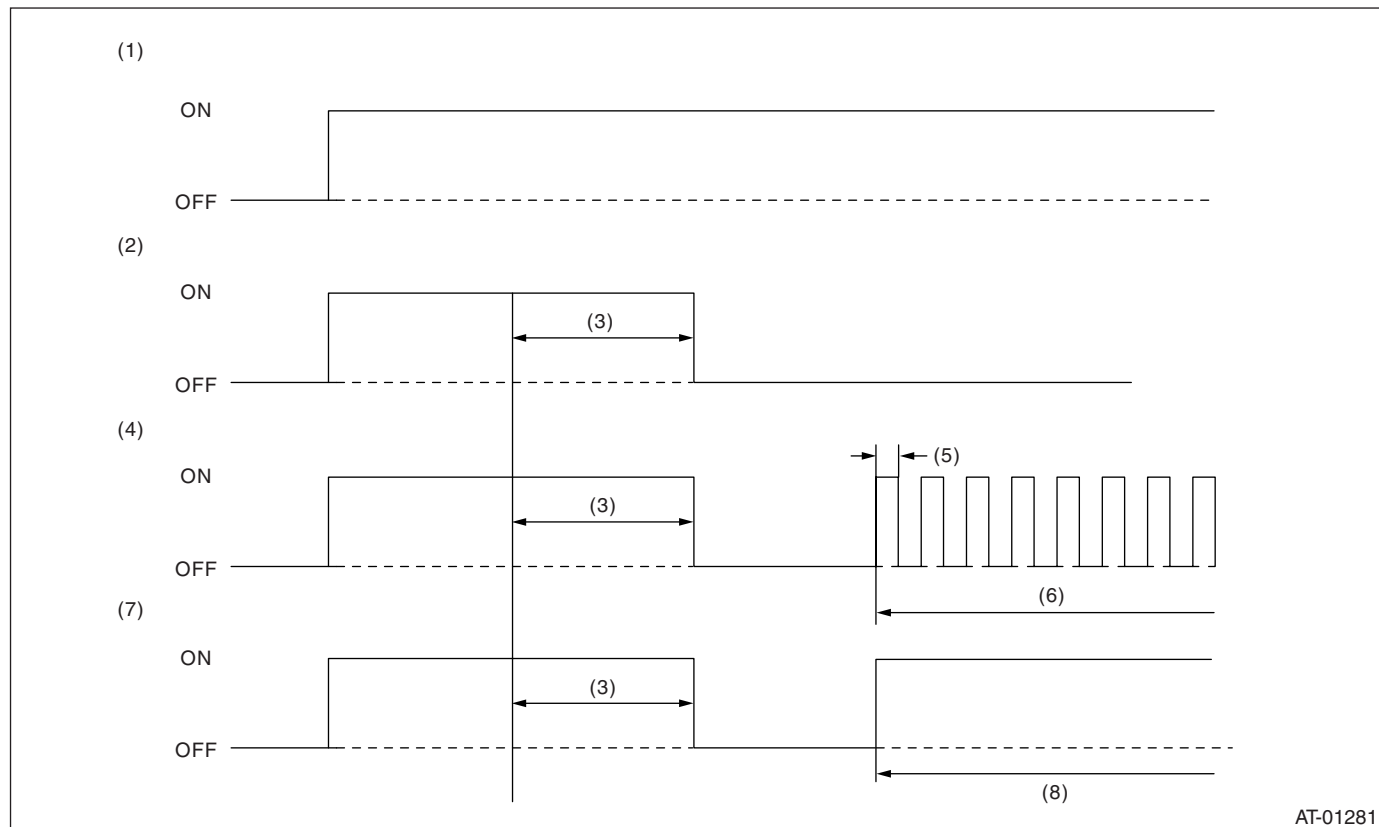 (1)
ON
OFF
(2)
ON
(3)
OFF
(4)
ON
(5)
(3)
OFF
(6)
(7)
ON
(3)
OFF
(8)
AT-01281